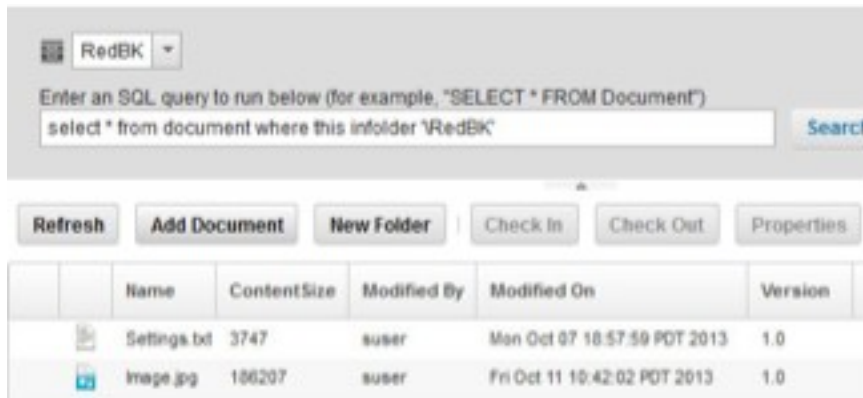 RedBK
Enter an SQL query to run below (for example, "SELECT * FROM Document")
select * from document where this infolder '\RedBK'
Search
Refresh Add Document New Folder Check In Check Out Properties
Name ContentSize Modified By Modified On Version
Settings.txt 3747 suser Mon Oct 07 18:57:59 PDT 2013 1.0
Image.jpg 186207 suser Fri Oct 11 10:42:02 PDT 2013 1.0